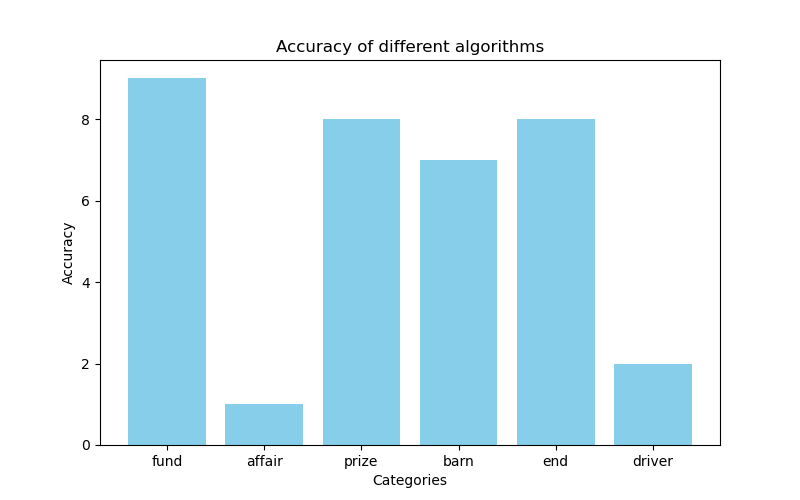 Accuracy of different algorithms
Accuracy
8
6
4
2
0
fund affair prize barn end driver
Categories